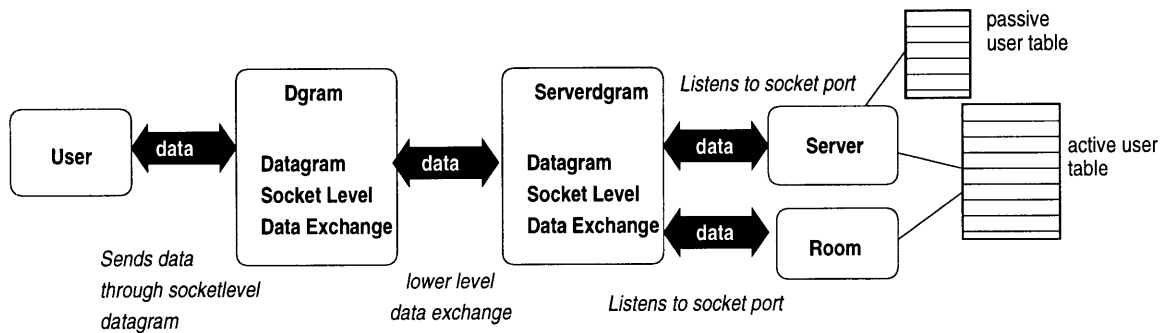 passive
user table
Listens to socket port
Dgram
Serverdgram
User
data
Datagram
Socket Level
Data Exchange
data
Datagram
Socket Level
Data Exchange
data
Server
active user
table
data
Room
Sends data
through socketlevel
datagram
lower level
data exchange
Listens to socket port